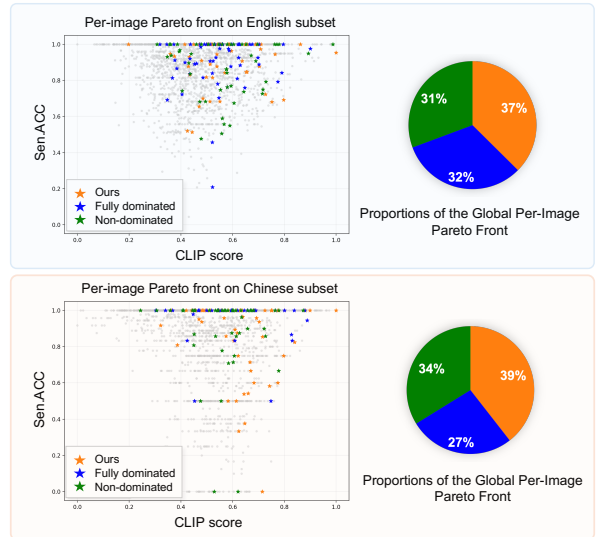 Per-image Pareto front on English subset
1.0
0.8
0.6
0.4
0.2
0.0
Sen.ACC
Ours
Fully dominated
Non-dominated
0.0 0.2 0.4 0.6 0.8 1.0
CLIP score
31%
37%
32%
Proportions of the Global Per-Image
Pareto Front
Per-image Pareto front on Chinese subset
1.0
0.8
0.6
0.4
0.2
0.0
Sen.ACC
Ours
Fully dominated
Non-dominated
0.0 0.2 0.4 0.6 0.8 1.0
CLIP score
34%
39%
27%
Proportions of the Global Per-Image
Pareto Front